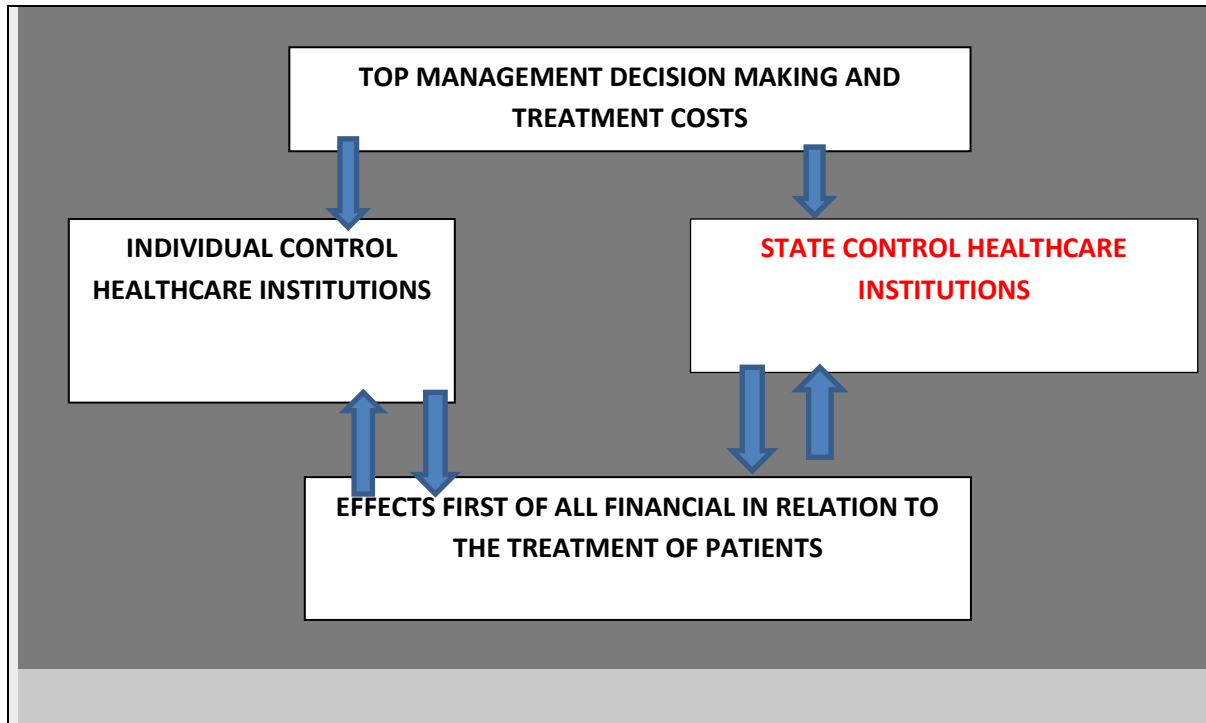 TOP MANAGEMENT DECISION MAKING AND
TREATMENT COSTS
INDIVIDUAL CONTROL
HEALTHCARE INSTITUTIONS
STATE CONTROL HEALTHCARE
INSTITUTIONS
EFFECTS FIRST OF ALL FINANCIAL IN RELATION TO
THE TREATMENT OF PATIENTS